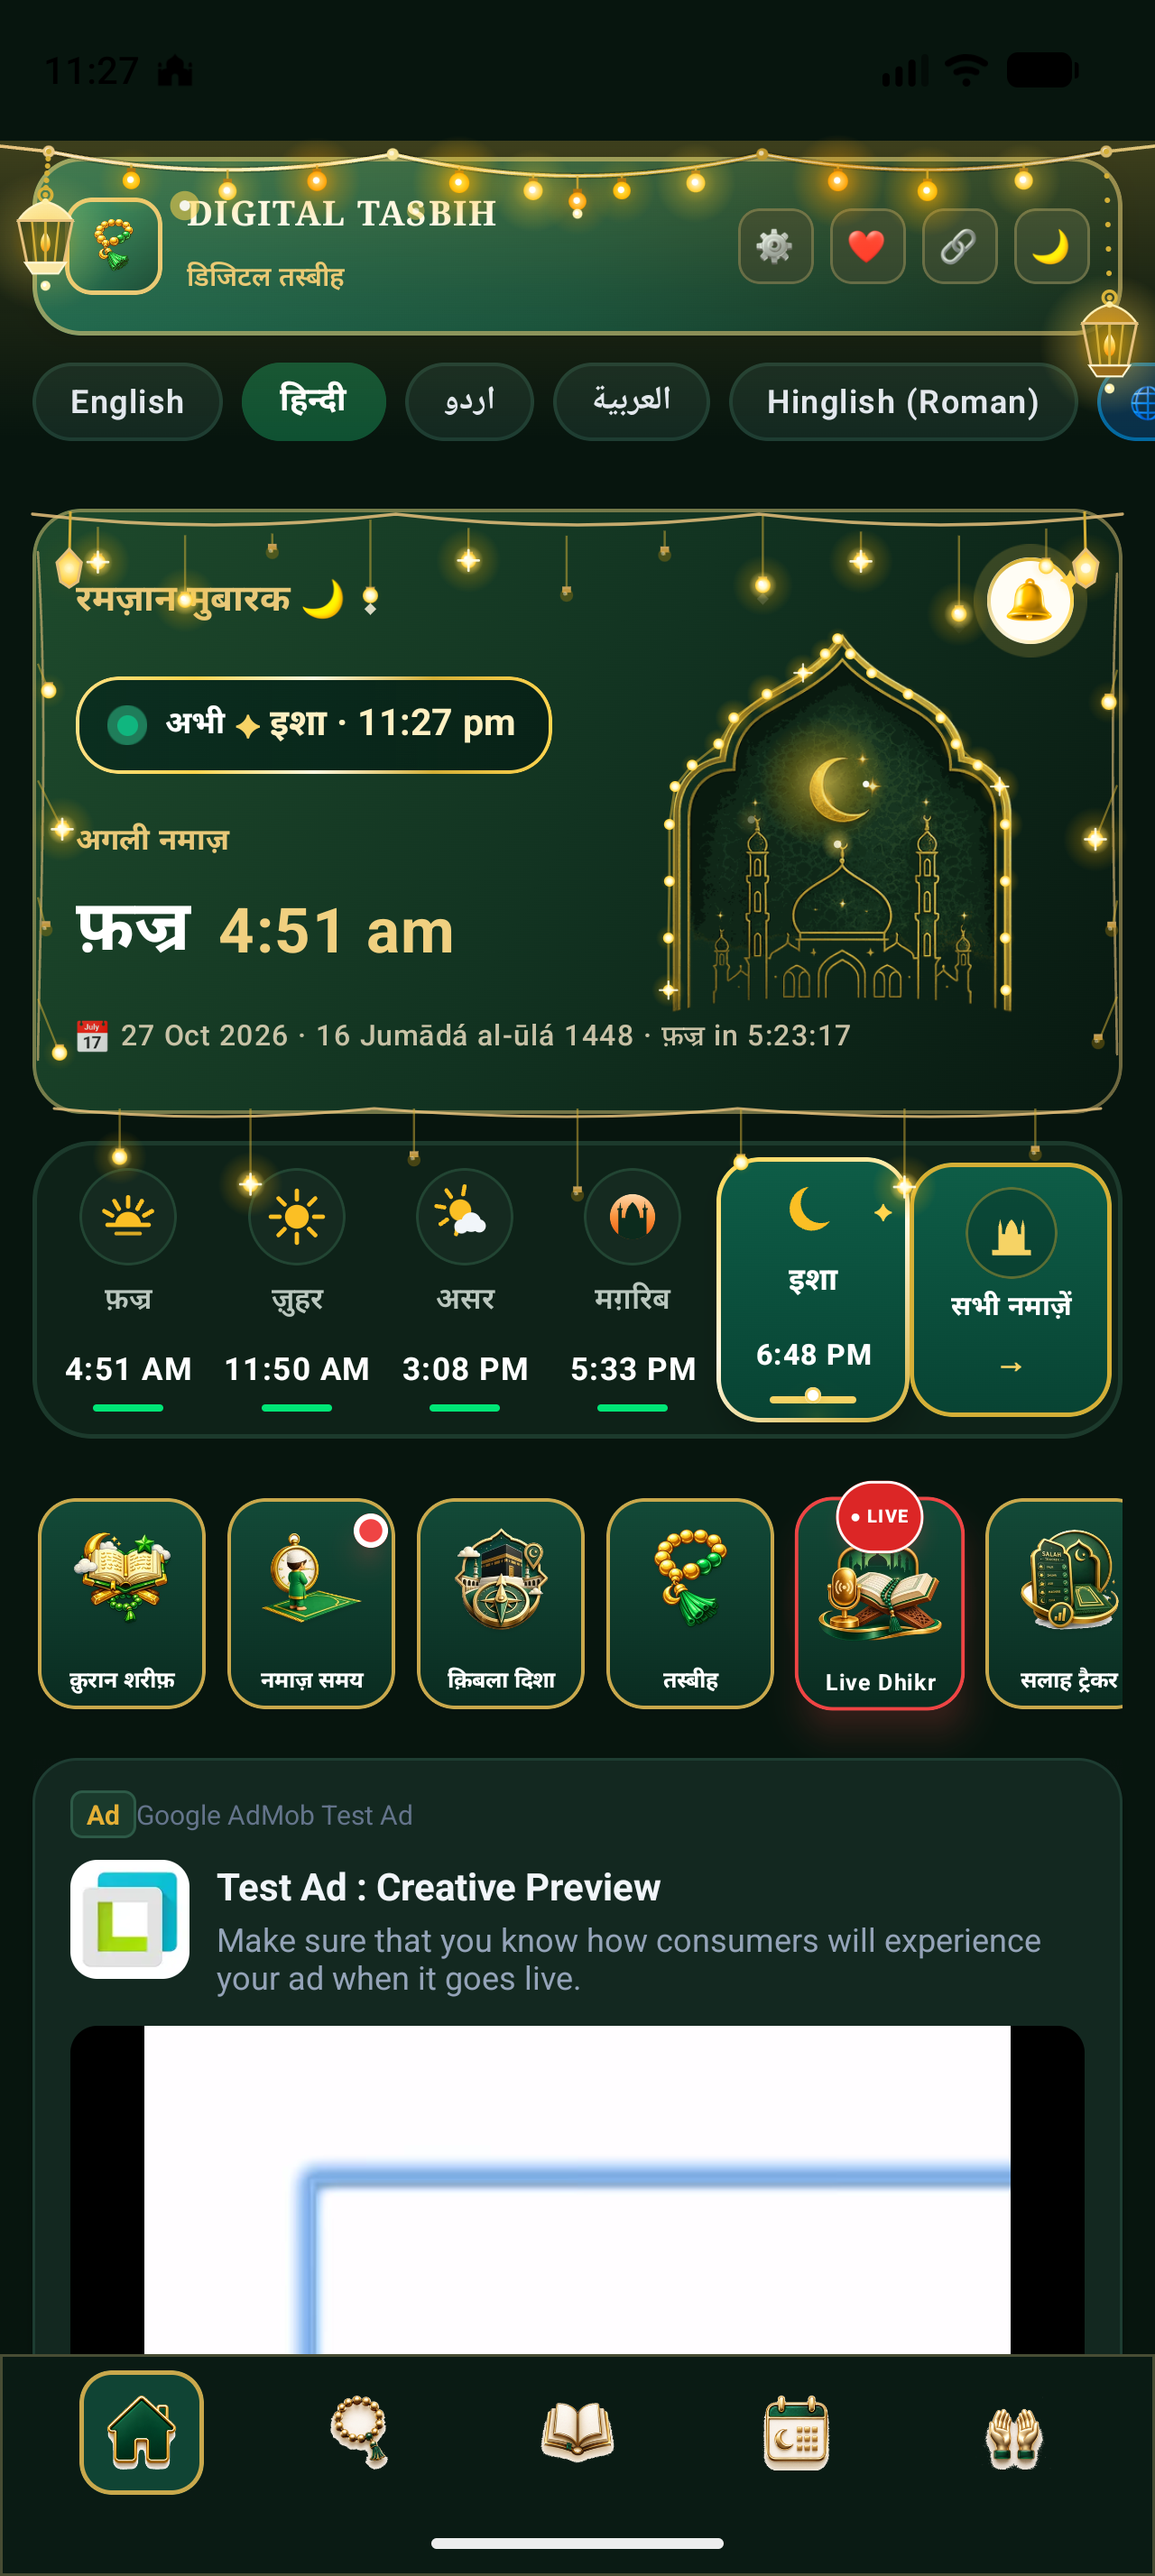 11:27
DIGITAL TASBIH
डिजिटल तस्बीह
English
हिन्दी
اردو
العربية
Hinglish (Roman)
रमज़ान मुबारक
अभी इशा · 11:27 pm
अगली नमाज़
फ़ज्र 4:51 am
July 17 27 Oct 2026 · 16 Jumādá al-ūlá 1448 · फ़ज्र in 5:23:17
फ़ज्र
4:51 AM
ज़ुहर
11:50 AM
असर
3:08 PM
मग़रिब
5:33 PM
इशा
6:48 PM
सभी नमाज़ें
→
क़ुरान शरीफ़
नमाज़ समय
क़िबला दिशा
तस्बीह
• LIVE
Live Dhikr
SALAH
सलाह ट्रैकर
Ad Google AdMob Test Ad
Test Ad : Creative Preview
Make sure that you know how consumers will experience
your ad when it goes live.